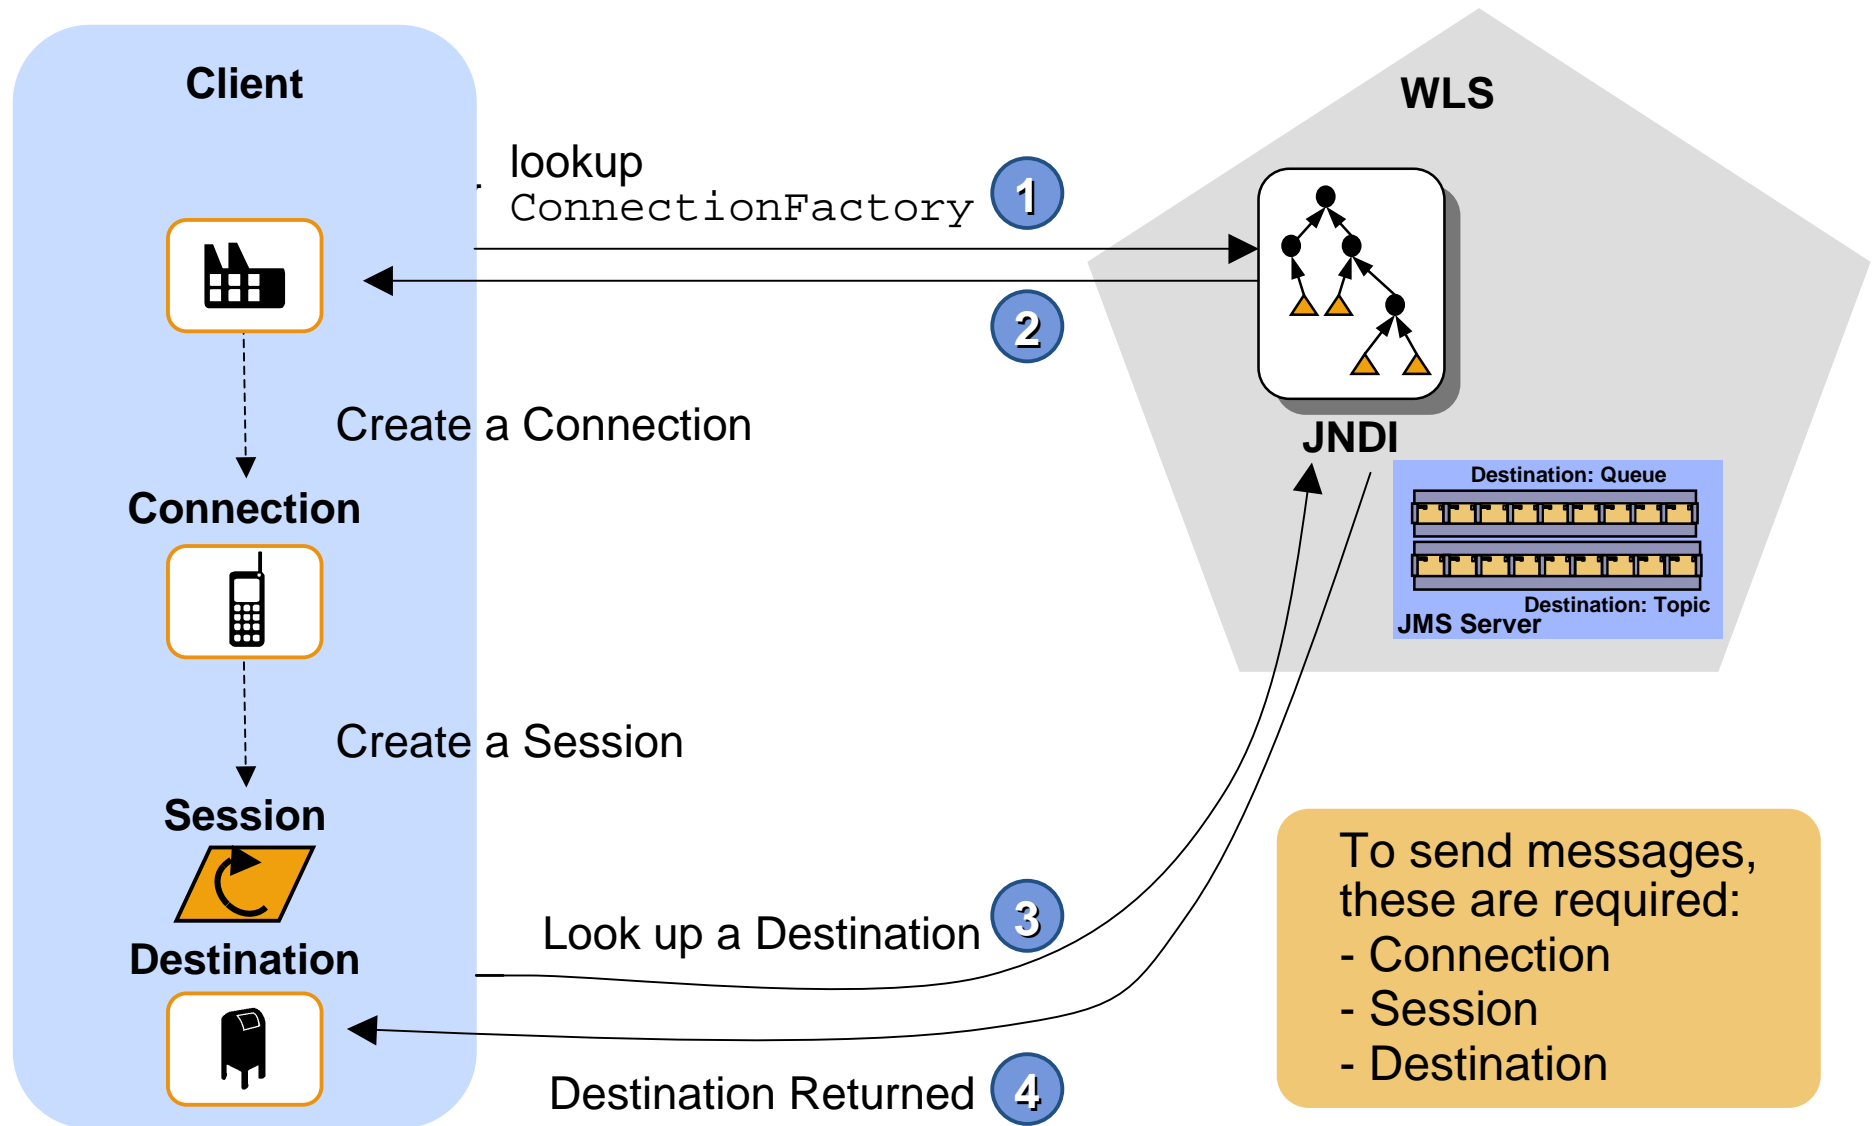 Client
WLS
lookup
ConnectionFactory
1
2
JNDI
Create a Connection
Connection
Destination: Queue
Destination: Topic
JMS Server
Create a Session
Session
Look up a Destination
3
Destination
Destination Returned
4
To send messages,
these are required:
- Connection
- Session
- Destination